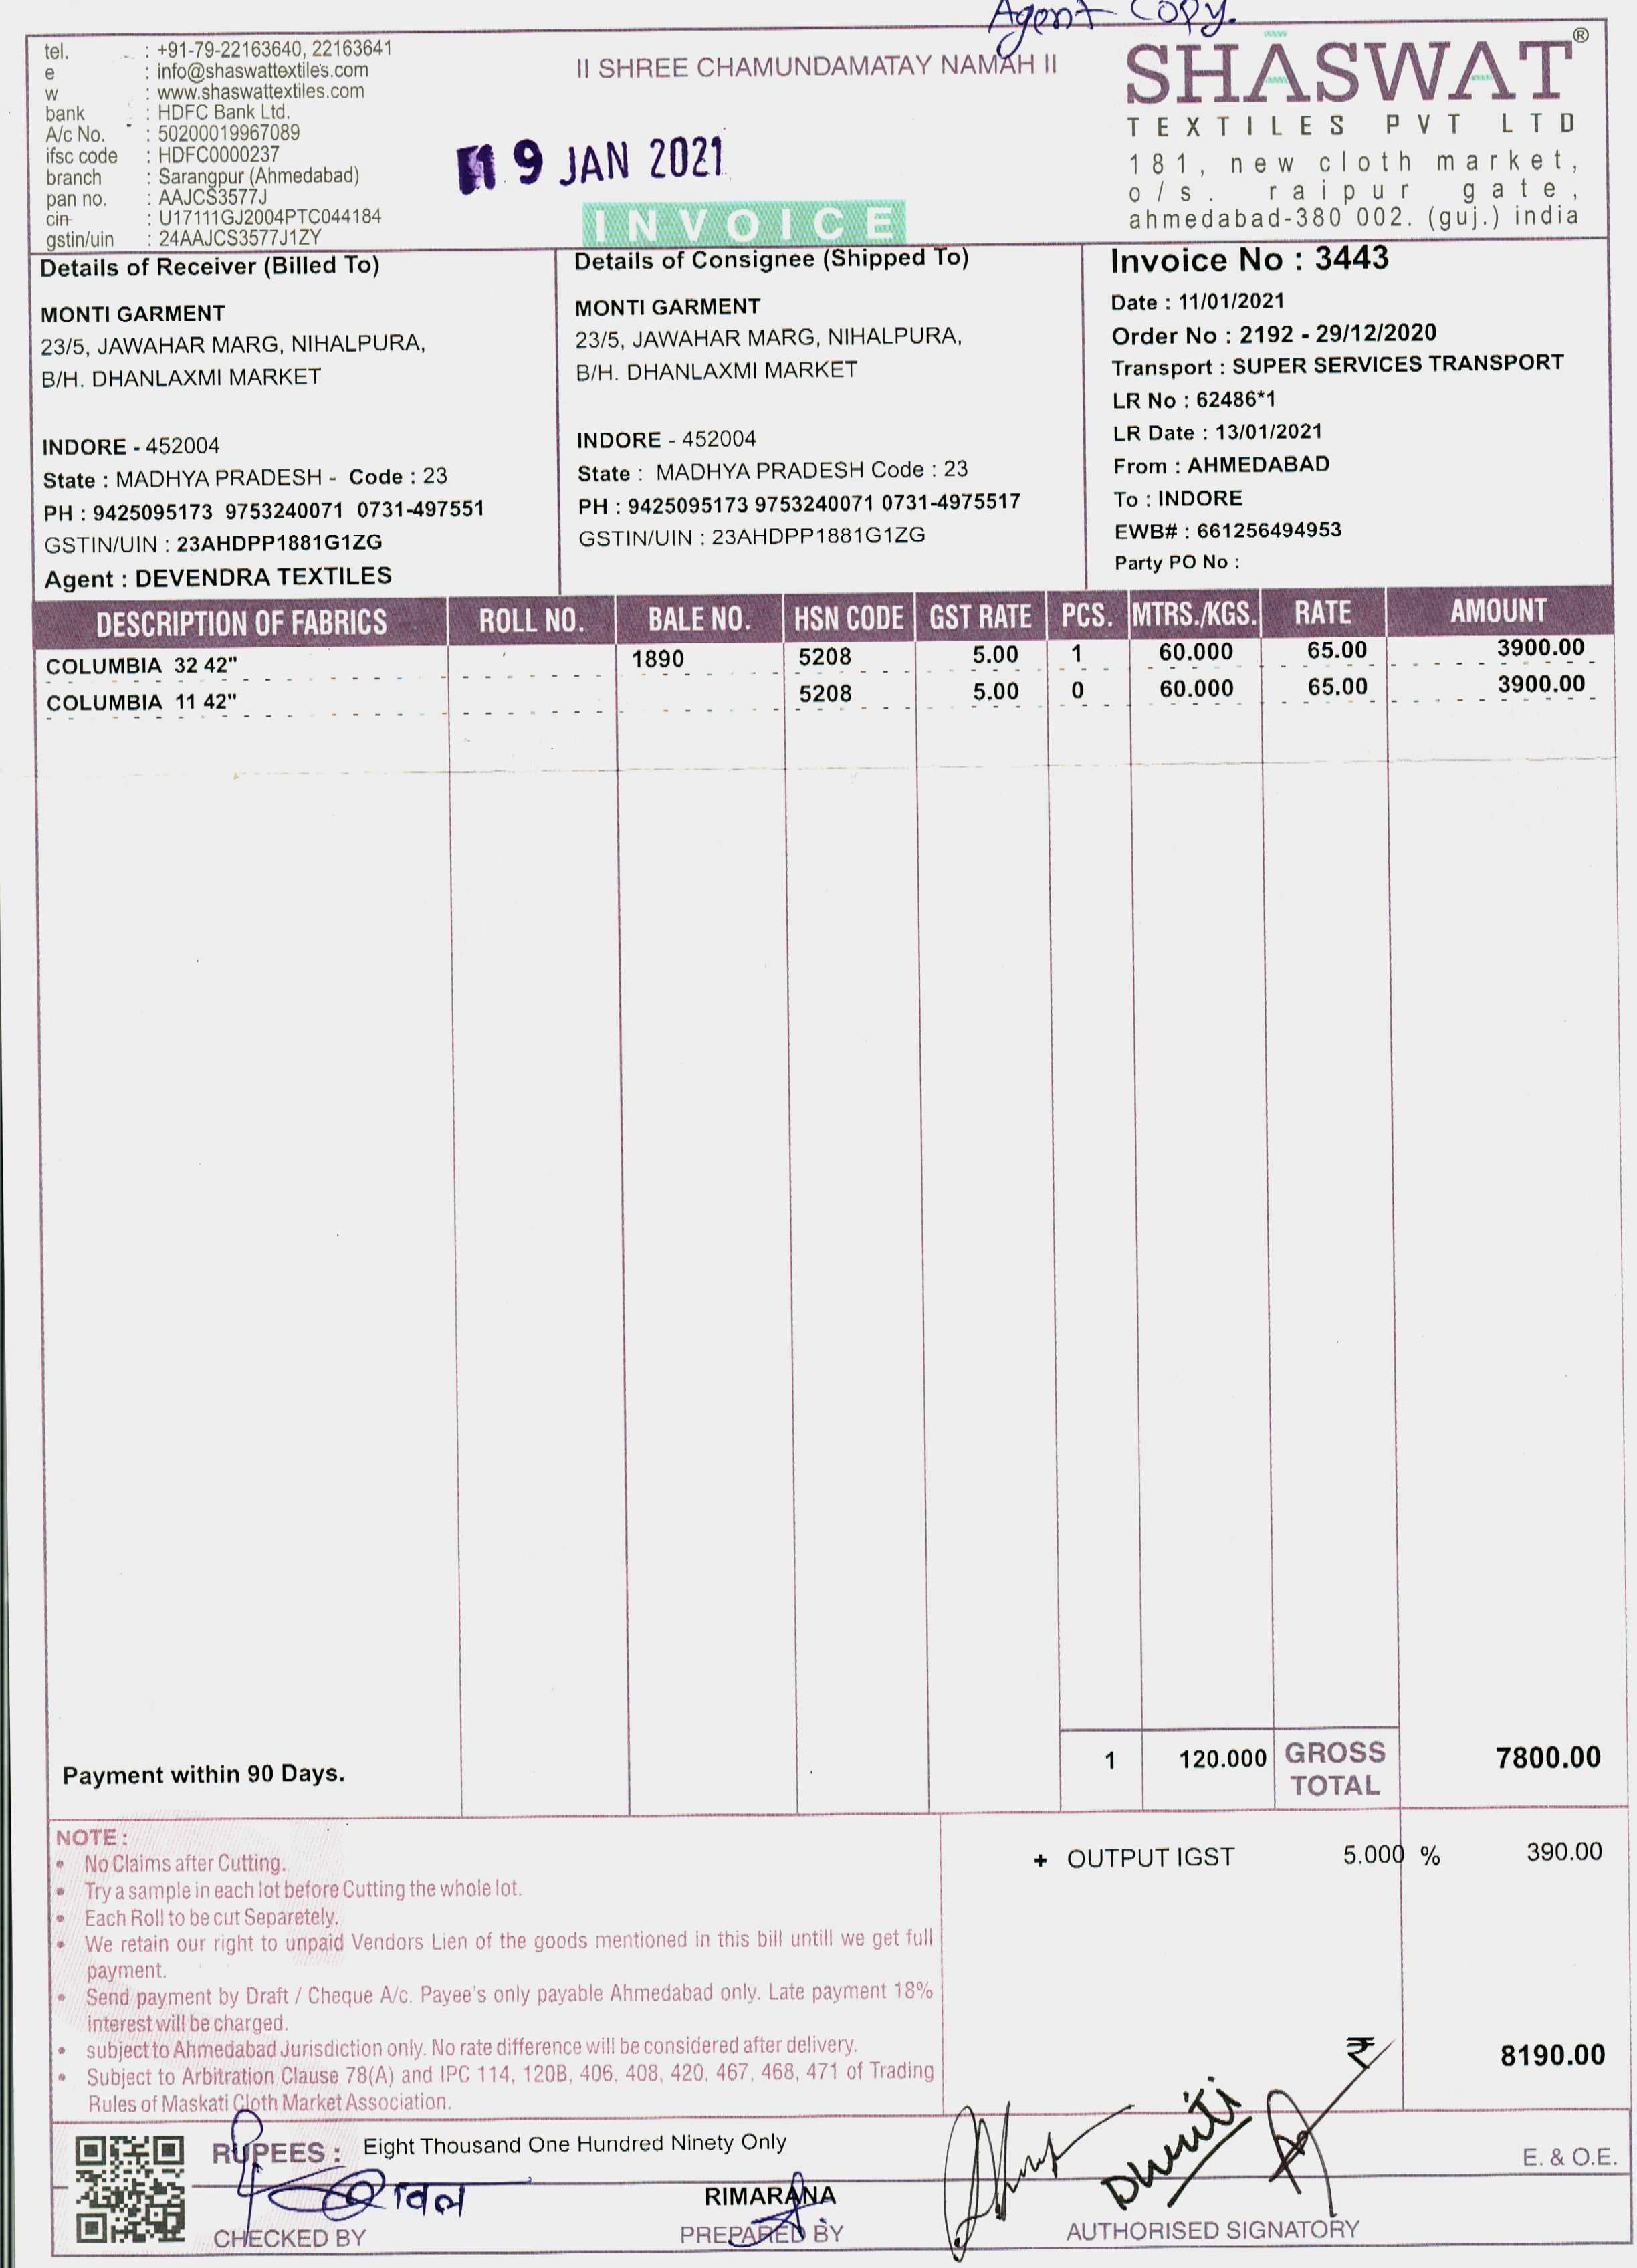 Agent Copy.
tel. : +91-79-22163640, 22163641
e : info@shaswattextiles.com
w : www.shaswattextiles.com
bank : HDFC Bank Ltd.
A/c No. : 50200019967089
ifsc code : HDFC0000237
branch : Sarangpur (Ahmedabad)
pan no. : AAJCS3577J
cin : U17111GJ2004PTC044184
gstin/uin : 24AAJCS3577J1ZY
II SHREE CHAMUNDAMATAY NAMAH II
19 JAN 2021
INVOICE
SHASWAT®
TEXTILES PVT LTD
181, new cloth market,
o/s. raipur gate,
ahmedabad-380 002. (guj.) india
Details of Receiver (Billed To)
MONTI GARMENT
23/5, JAWAHAR MARG, NIHALPURA,
B/H. DHANLAXMI MARKET
INDORE - 452004
State : MADHYA PRADESH - Code : 23
PH : 9425095173 9753240071 0731-497551
GSTIN/UIN : 23AHDPP1881G1ZG
Agent : DEVENDRA TEXTILES
Details of Consignee (Shipped To)
MONTI GARMENT
23/5, JAWAHAR MARG, NIHALPURA,
B/H. DHANLAXMI MARKET
INDORE - 452004
State : MADHYA PRADESH Code : 23
PH : 9425095173 9753240071 0731-4975517
GSTIN/UIN : 23AHDPP1881G1ZG
Invoice No : 3443
Date : 11/01/2021
Order No : 2192 - 29/12/2020
Transport : SUPER SERVICES TRANSPORT
LR No : 62486*1
LR Date : 13/01/2021
From : AHMEDABAD
To : INDORE
EWB# : 661256494953
Party PO No :
DESCRIPTION OF FABRICS ROLL NO. BALE NO. HSN CODE GST RATE PCS. MTRS./KGS. RATE AMOUNT
COLUMBIA 32 42" 1890 5208 5.00 1 60.000 65.00 3900.00
COLUMBIA 11 42" 5208 5.00 0 60.000 65.00 3900.00
Payment within 90 Days. 1 120.000 GROSS TOTAL 7800.00
+ OUTPUT IGST 5.000 % 390.00
NOTE :
• No Claims after Cutting.
• Try a sample in each lot before Cutting the whole lot.
• Each Roll to be cut Separetely.
• We retain our right to unpaid Vendors Lien of the goods mentioned in this bill untill we get full
payment.
• Send payment by Draft / Cheque A/c. Payee's only payable Ahmedabad only. Late payment 18%
interest will be charged.
• subject to Ahmedabad Jurisdiction only. No rate difference will be considered after delivery.
• Subject to Arbitration Clause 78(A) and IPC 114, 120B, 406, 408, 420, 467, 468, 471 of Trading
Rules of Maskati Cloth Market Association.
₹ 8190.00
RUPEES : Eight Thousand One Hundred Ninety Only
E. & O.E.
Dhruti
RIMARANA
CHECKED BY PREPARED BY AUTHORISED SIGNATORY